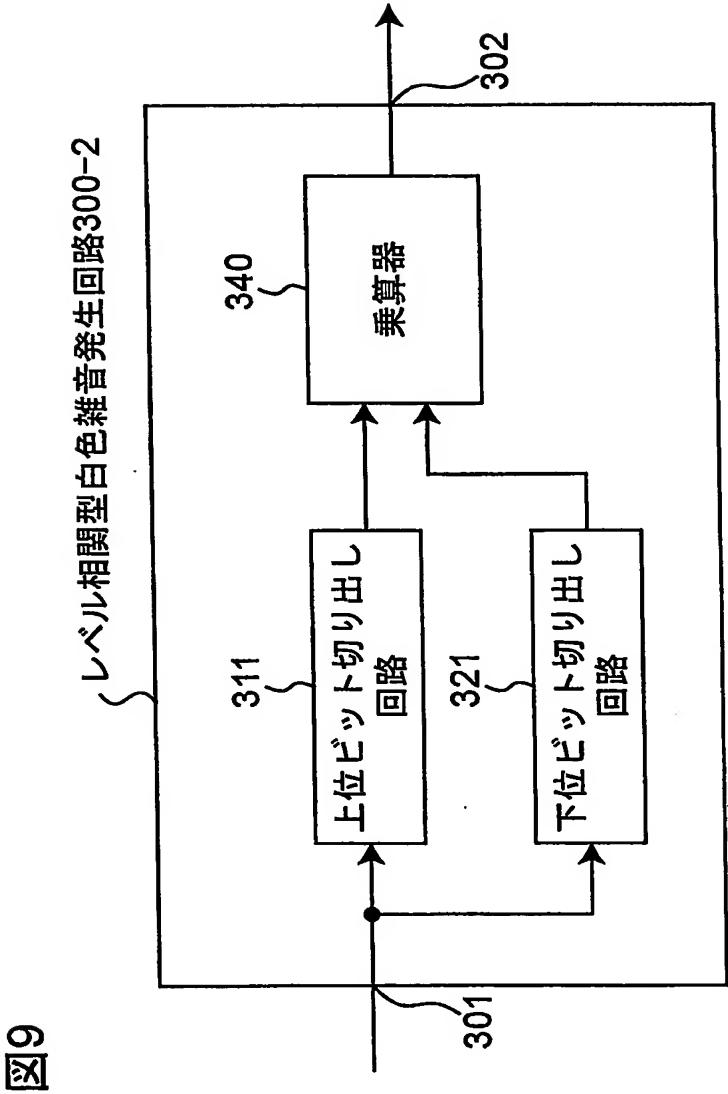 図9
レベル相関型白色雑音発生回路300-2
301
311
上位ビット切り出し
回路
321
下位ビット切り出し
回路
340
乗算器
302